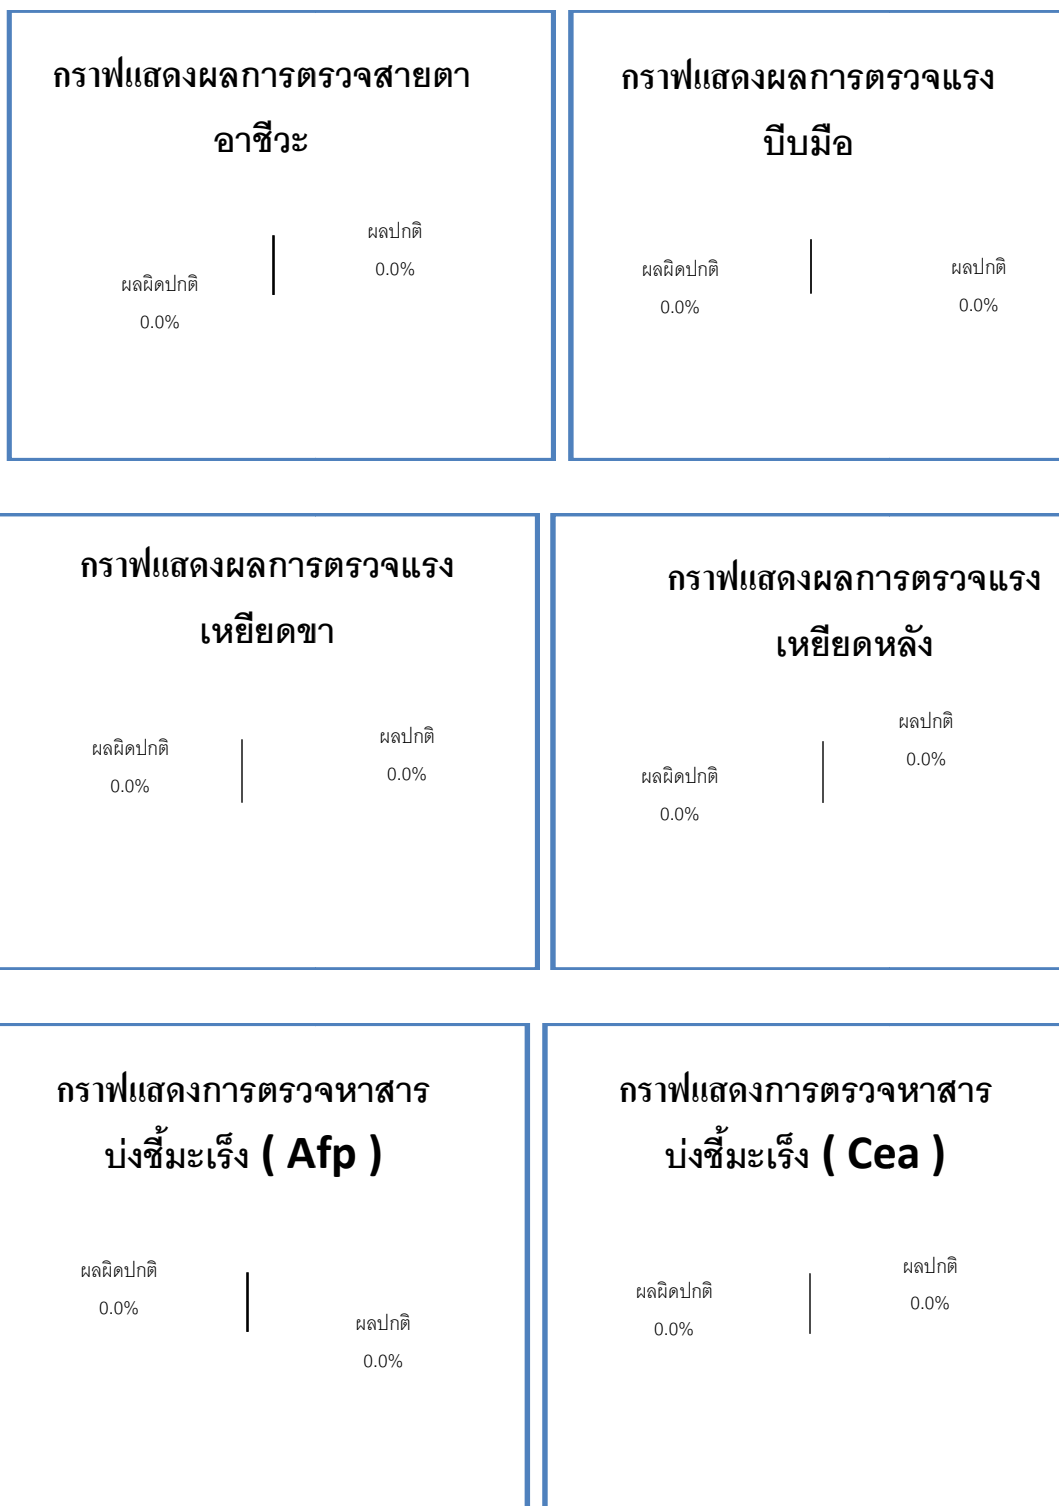 กราฟแสดงผลการตรวจสายตา
อาชีวะ
ผลปกติ
0.0%
ผลผิดปกติ
0.0%
กราฟแสดงผลการตรวจแรง
บีบมือ
ผลผิดปกติ
0.0%
ผลปกติ
0.0%
กราฟแสดงผลการตรวจแรง
เหยียดขา
ผลผิดปกติ
0.0%
ผลปกติ
0.0%
กราฟแสดงผลการตรวจแรง
เหยียดหลัง
ผลปกติ
0.0%
ผลผิดปกติ
0.0%
กราฟแสดงการตรวจหาสาร
บ่งชี้มะเร็ง ( Afp )
ผลผิดปกติ
0.0%
ผลปกติ
0.0%
กราฟแสดงการตรวจหาสาร
บ่งชี้มะเร็ง ( Cea )
ผลปกติ
0.0%
ผลผิดปกติ
0.0%